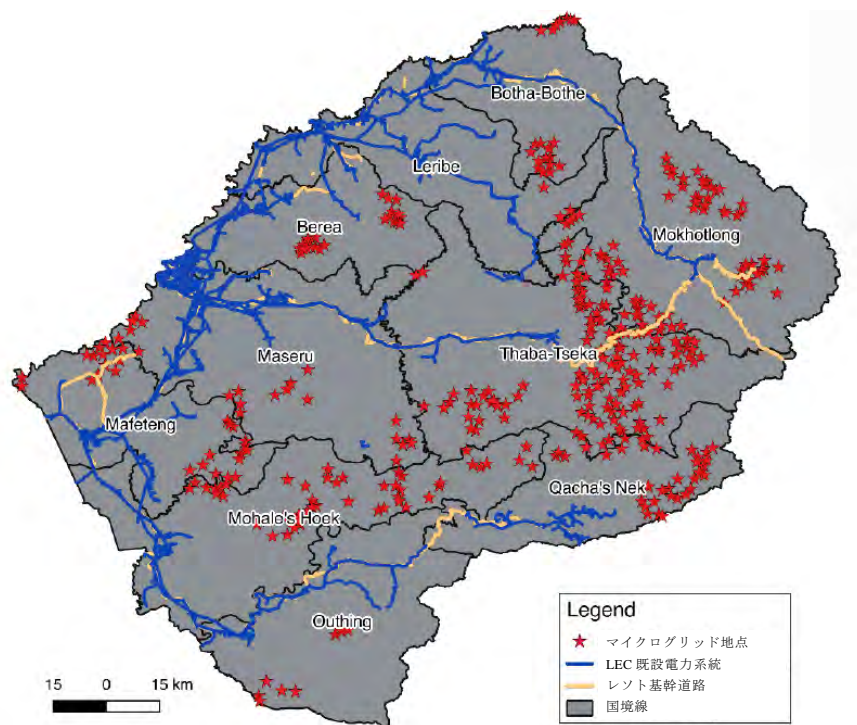 Botha-Bothe
Leribe
Berea
Mokhotlong
Maseru
Thaba-Tseka
Mafeteng
Qacha's Nek
Mohale's Hoek
Outhing
15 0 15 km
Legend
マイクログリッド地点
LEC 既設電力系統
レソト基幹道路
国境線